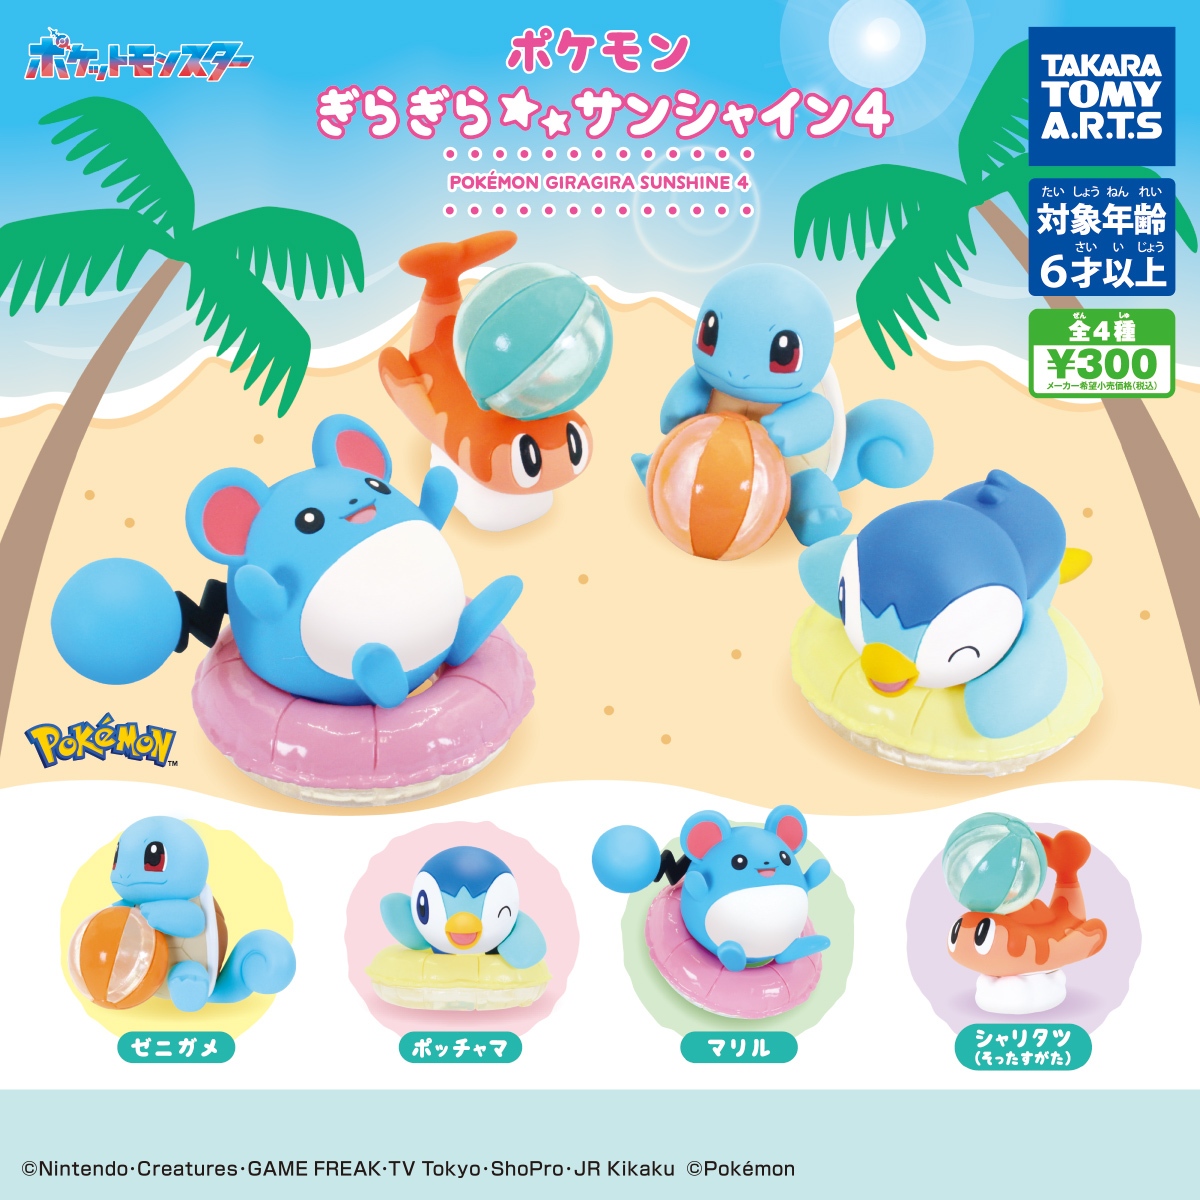 ポケットモンスター
ポケモン
ぎらぎら★★サンシャイン4
POKÉMON GIRAGIRA SUNSHINE 4
TAKARA
TOMY
A.R.T.S
たい しょう ねん れい
対象年齢
さい い じょう
6才以上
ぜん しゅ
全4種
¥300
メーカー希望小売価格(税込)
POKéMON™
ゼニガメ
ポッチャマ
マリル
シャリタツ
(そったすがた)
©Nintendo・Creatures・GAME FREAK・TV Tokyo・ShoPro・JR Kikaku ©Pokémon